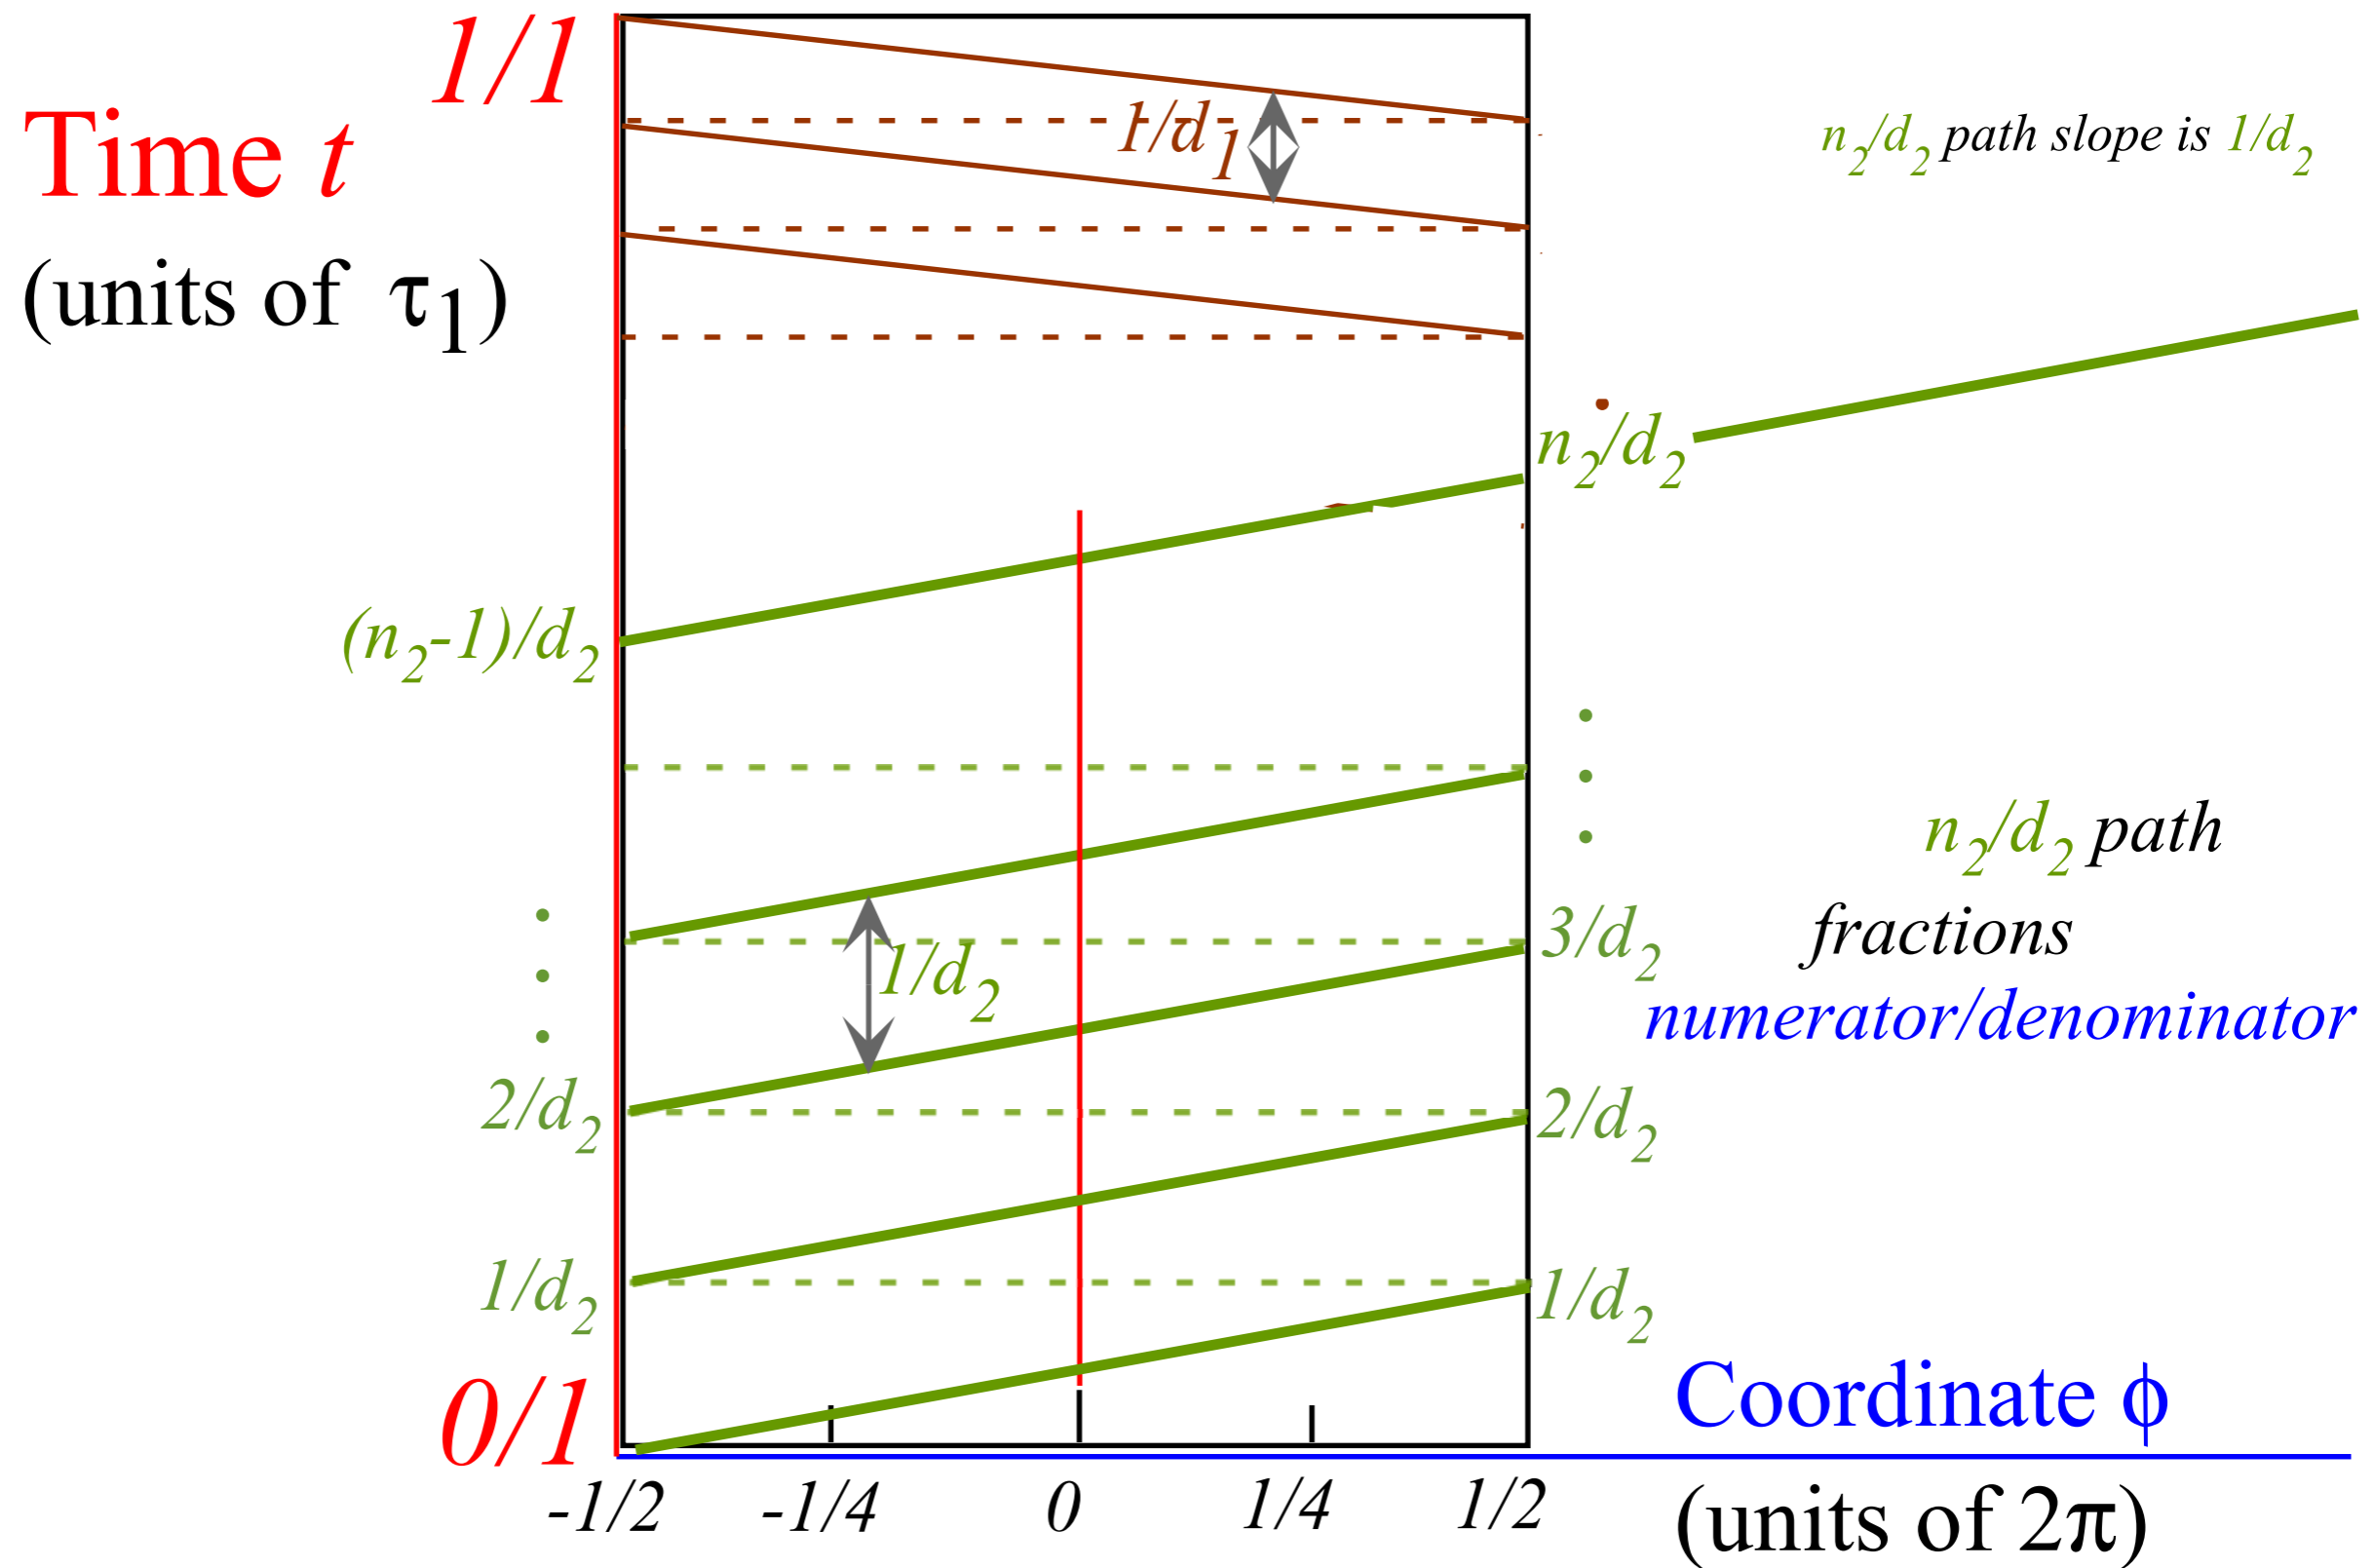 1/1
Time t
(units of τ1)
1/d1
n2/d2 path slope is 1/d2
n2/d2
(n2-1)/d2
n2/d2 path
fractions
numerator/denominator
1/d2
3/d2
2/d2
2/d2
1/d2
1/d2
0/1
Coordinate ϕ
(units of 2π)
-1/2 -1/4 0 1/4 1/2